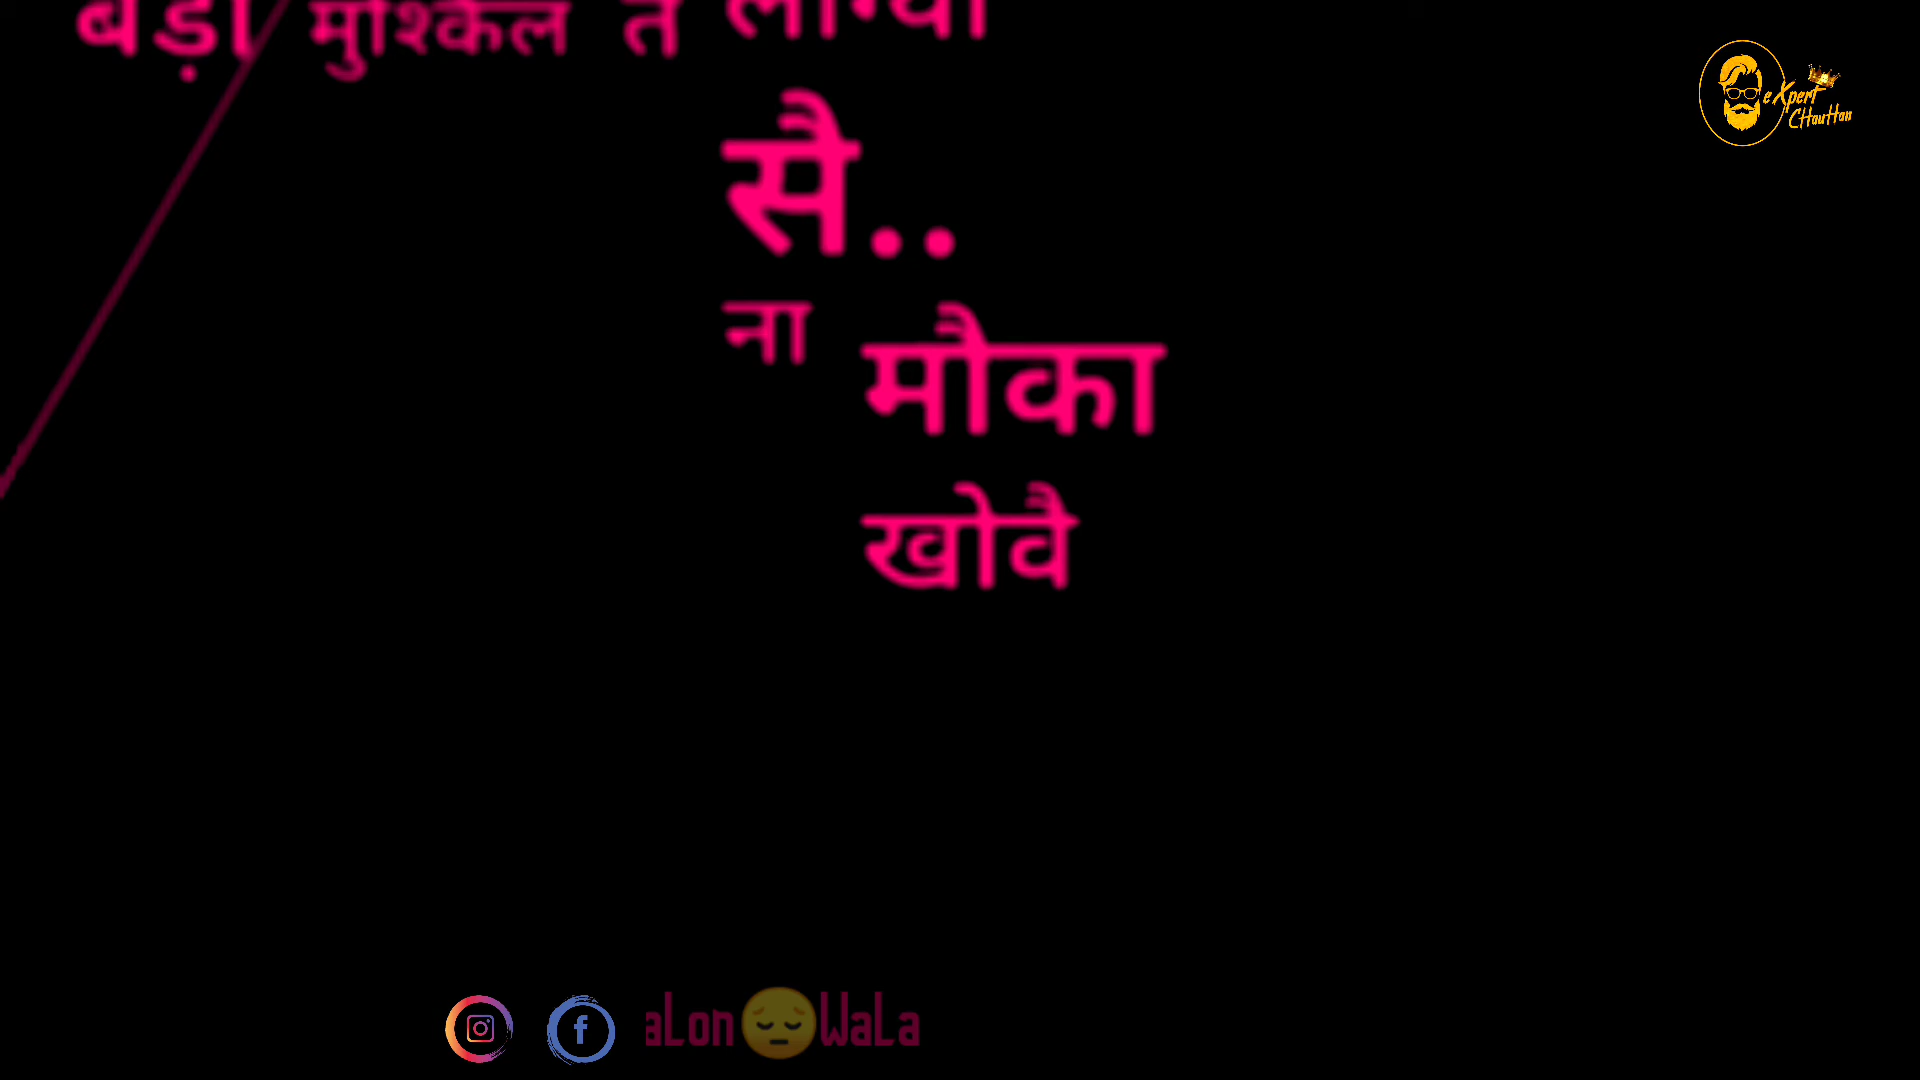 बड़ी मुश्किल तै लाग्या
सै..
ना मौका
खोवै
eXpert
CHauHan
aLon😔WaLa